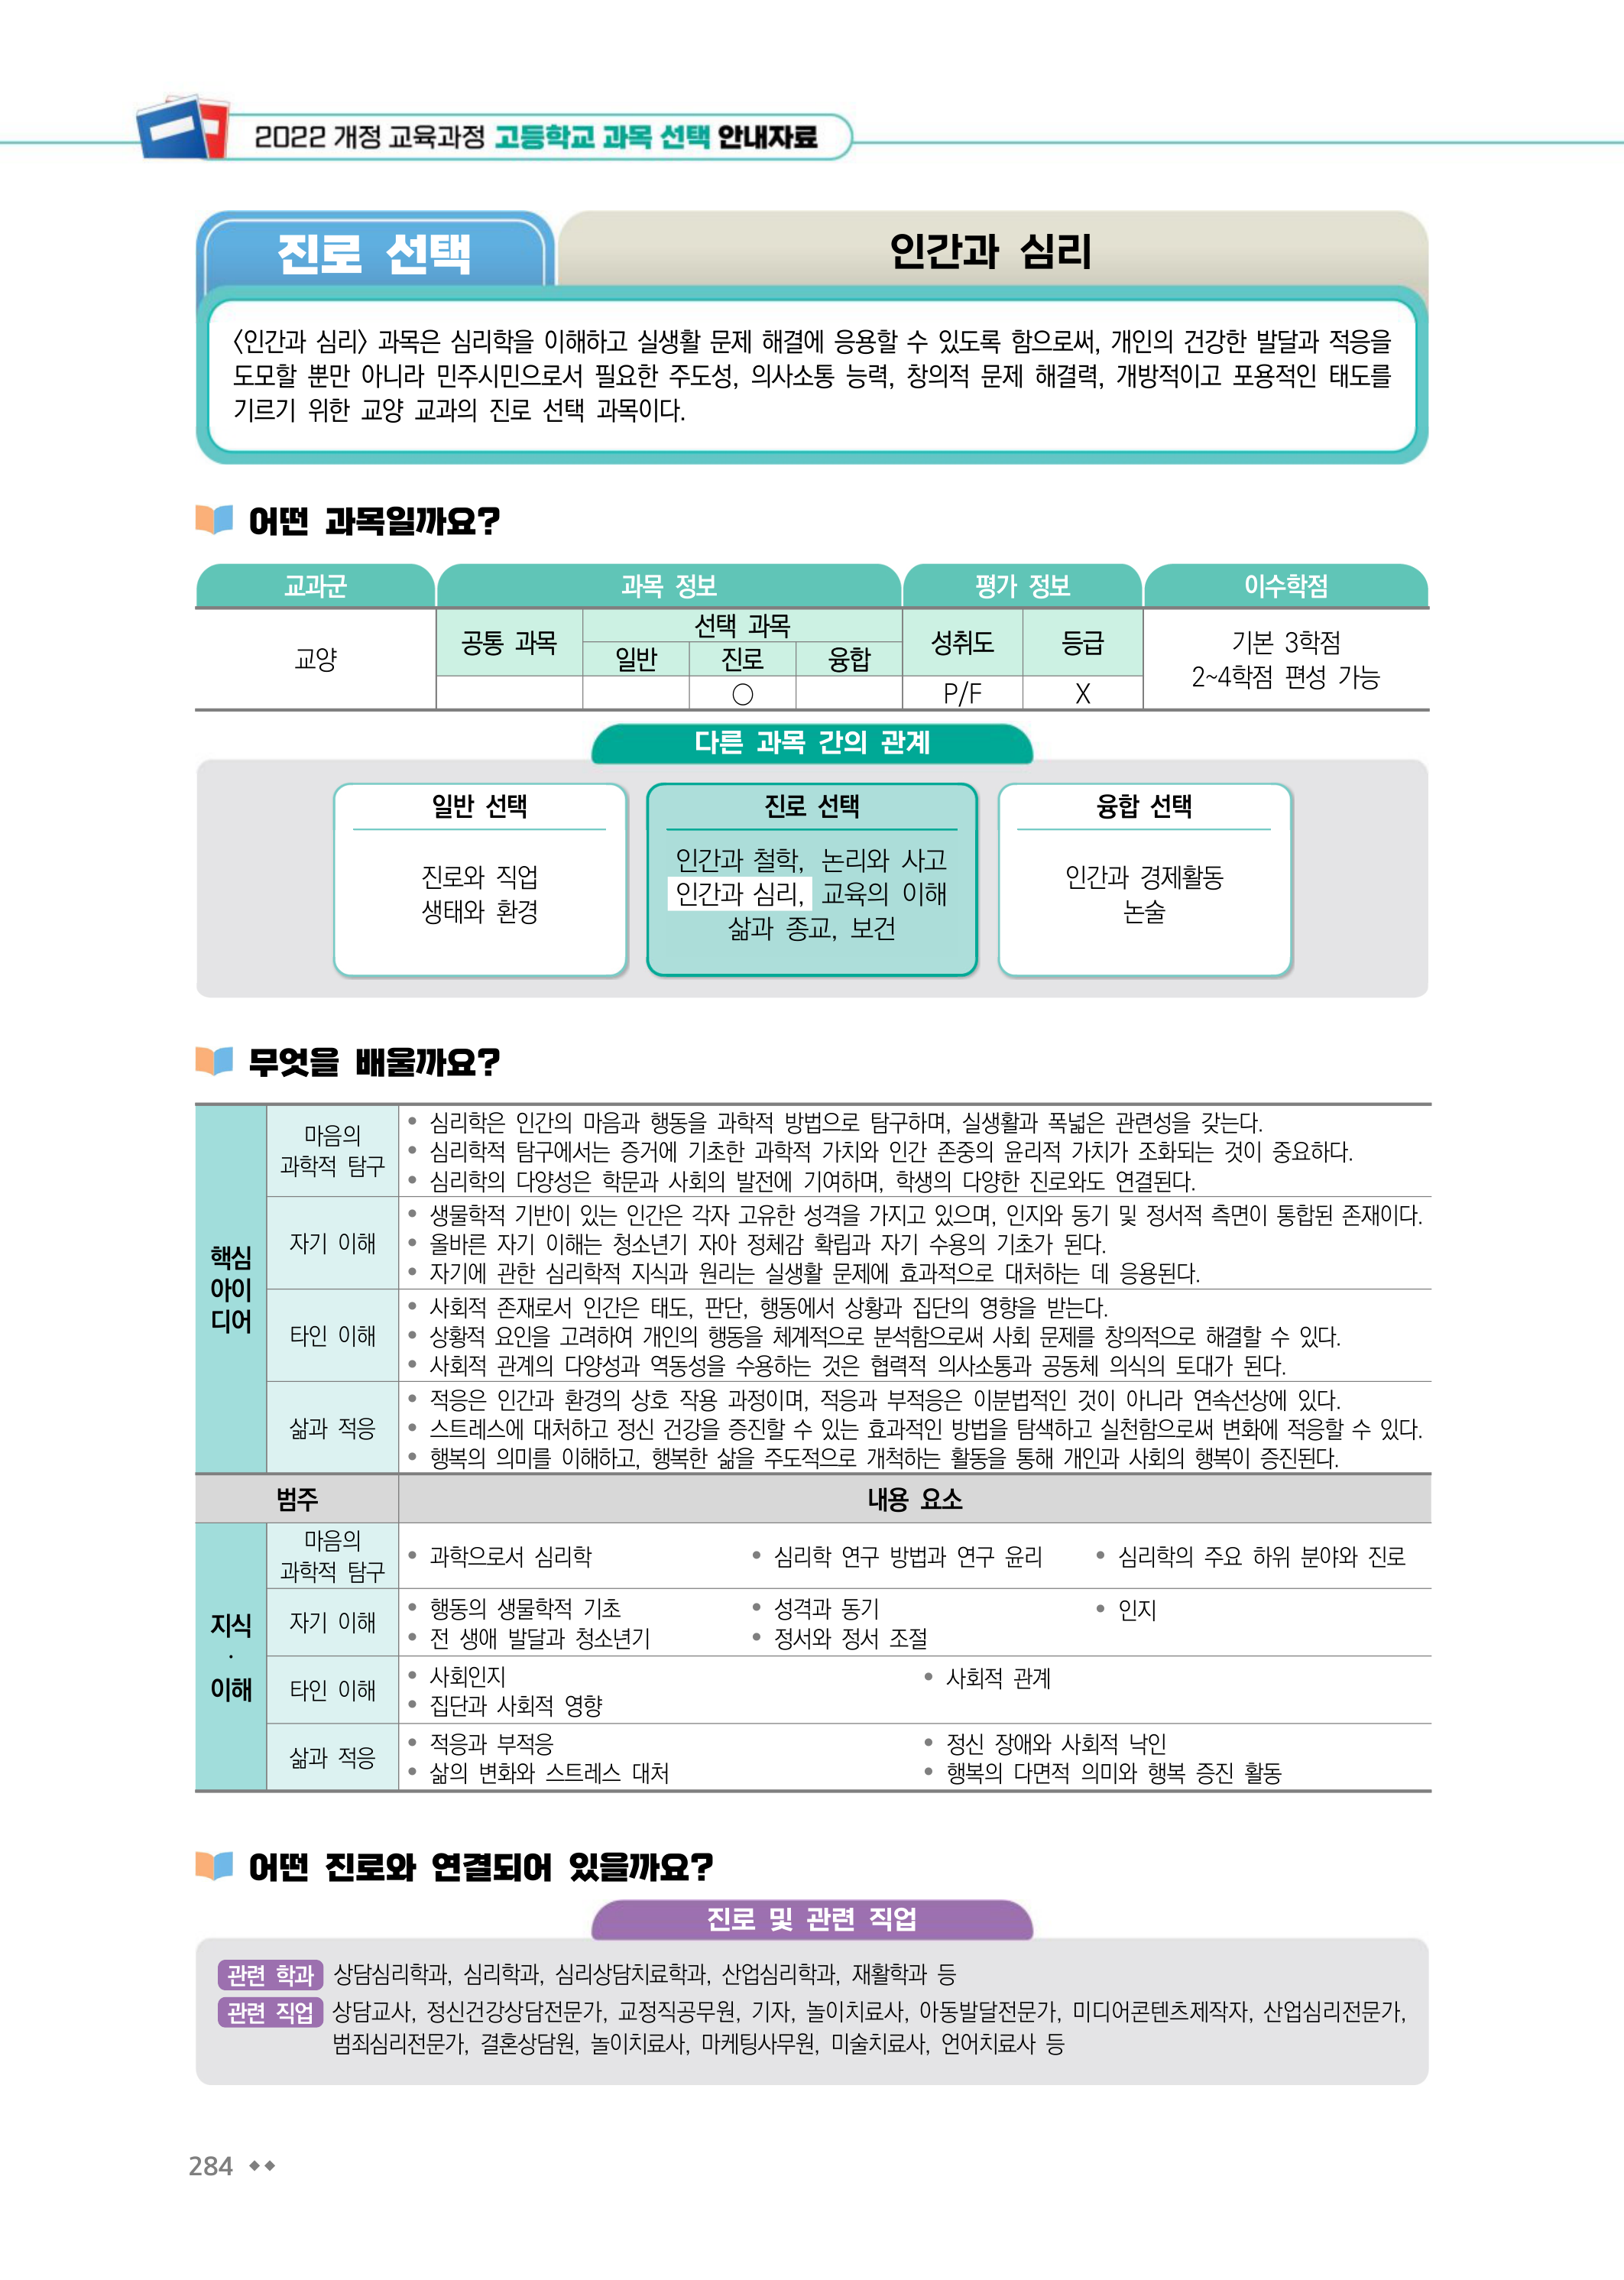 2022 개정 교육과정 고등학교 과목 선택 안내자료
진로 선택
인간과 심리
〈인간과 심리〉 과목은 심리학을 이해하고 실생활 문제 해결에 응용할 수 있도록 함으로써, 개인의 건강한 발달과 적응을
도모할 뿐만 아니라 민주시민으로서 필요한 주도성, 의사소통 능력, 창의적 문제 해결력, 개방적이고 포용적인 태도를
기르기 위한 교양 교과의 진로 선택 과목이다.
어떤 과목일까요?
교과군 과목 정보 평가 정보 이수학점
교양
공통 과목
선택 과목
일반 진로 융합
성취도 등급
○ P/F X
기본 3학점
2~4학점 편성 가능
다른 과목 간의 관계
일반 선택
진로와 직업
생태와 환경
진로 선택
인간과 철학, 논리와 사고
인간과 심리, 교육의 이해
삶과 종교, 보건
융합 선택
인간과 경제활동
논술
무엇을 배울까요?
핵심
아이
디어
마음의
과학적 탐구
• 심리학은 인간의 마음과 행동을 과학적 방법으로 탐구하며, 실생활과 폭넓은 관련성을 갖는다.
• 심리학적 탐구에서는 증거에 기초한 과학적 가치와 인간 존중의 윤리적 가치가 조화되는 것이 중요하다.
• 심리학의 다양성은 학문과 사회의 발전에 기여하며, 학생의 다양한 진로와도 연결된다.
자기 이해
• 생물학적 기반이 있는 인간은 각자 고유한 성격을 가지고 있으며, 인지와 동기 및 정서적 측면이 통합된 존재이다.
• 올바른 자기 이해는 청소년기 자아 정체감 확립과 자기 수용의 기초가 된다.
• 자기에 관한 심리학적 지식과 원리는 실생활 문제에 효과적으로 대처하는 데 응용된다.
타인 이해
• 사회적 존재로서 인간은 태도, 판단, 행동에서 상황과 집단의 영향을 받는다.
• 상황적 요인을 고려하여 개인의 행동을 체계적으로 분석함으로써 사회 문제를 창의적으로 해결할 수 있다.
• 사회적 관계의 다양성과 역동성을 수용하는 것은 협력적 의사소통과 공동체 의식의 토대가 된다.
삶과 적응
• 적응은 인간과 환경의 상호 작용 과정이며, 적응과 부적응은 이분법적인 것이 아니라 연속선상에 있다.
• 스트레스에 대처하고 정신 건강을 증진할 수 있는 효과적인 방법을 탐색하고 실천함으로써 변화에 적응할 수 있다.
• 행복의 의미를 이해하고, 행복한 삶을 주도적으로 개척하는 활동을 통해 개인과 사회의 행복이 증진된다.
범주 내용 요소
지식
·
이해
마음의
과학적 탐구
• 과학으로서 심리학 • 심리학 연구 방법과 연구 윤리 • 심리학의 주요 하위 분야와 진로
자기 이해
• 행동의 생물학적 기초 • 성격과 동기 • 인지
• 전 생애 발달과 청소년기 • 정서와 정서 조절
타인 이해
• 사회인지 • 사회적 관계
• 집단과 사회적 영향
삶과 적응
• 적응과 부적응 • 정신 장애와 사회적 낙인
• 삶의 변화와 스트레스 대처 • 행복의 다면적 의미와 행복 증진 활동
어떤 진로와 연결되어 있을까요?
진로 및 관련 직업
관련 학과 상담심리학과, 심리학과, 심리상담치료학과, 산업심리학과, 재활학과 등
관련 직업 상담교사, 정신건강상담전문가, 교정직공무원, 기자, 놀이치료사, 아동발달전문가, 미디어콘텐츠제작자, 산업심리전문가,
범죄심리전문가, 결혼상담원, 놀이치료사, 마케팅사무원, 미술치료사, 언어치료사 등
284